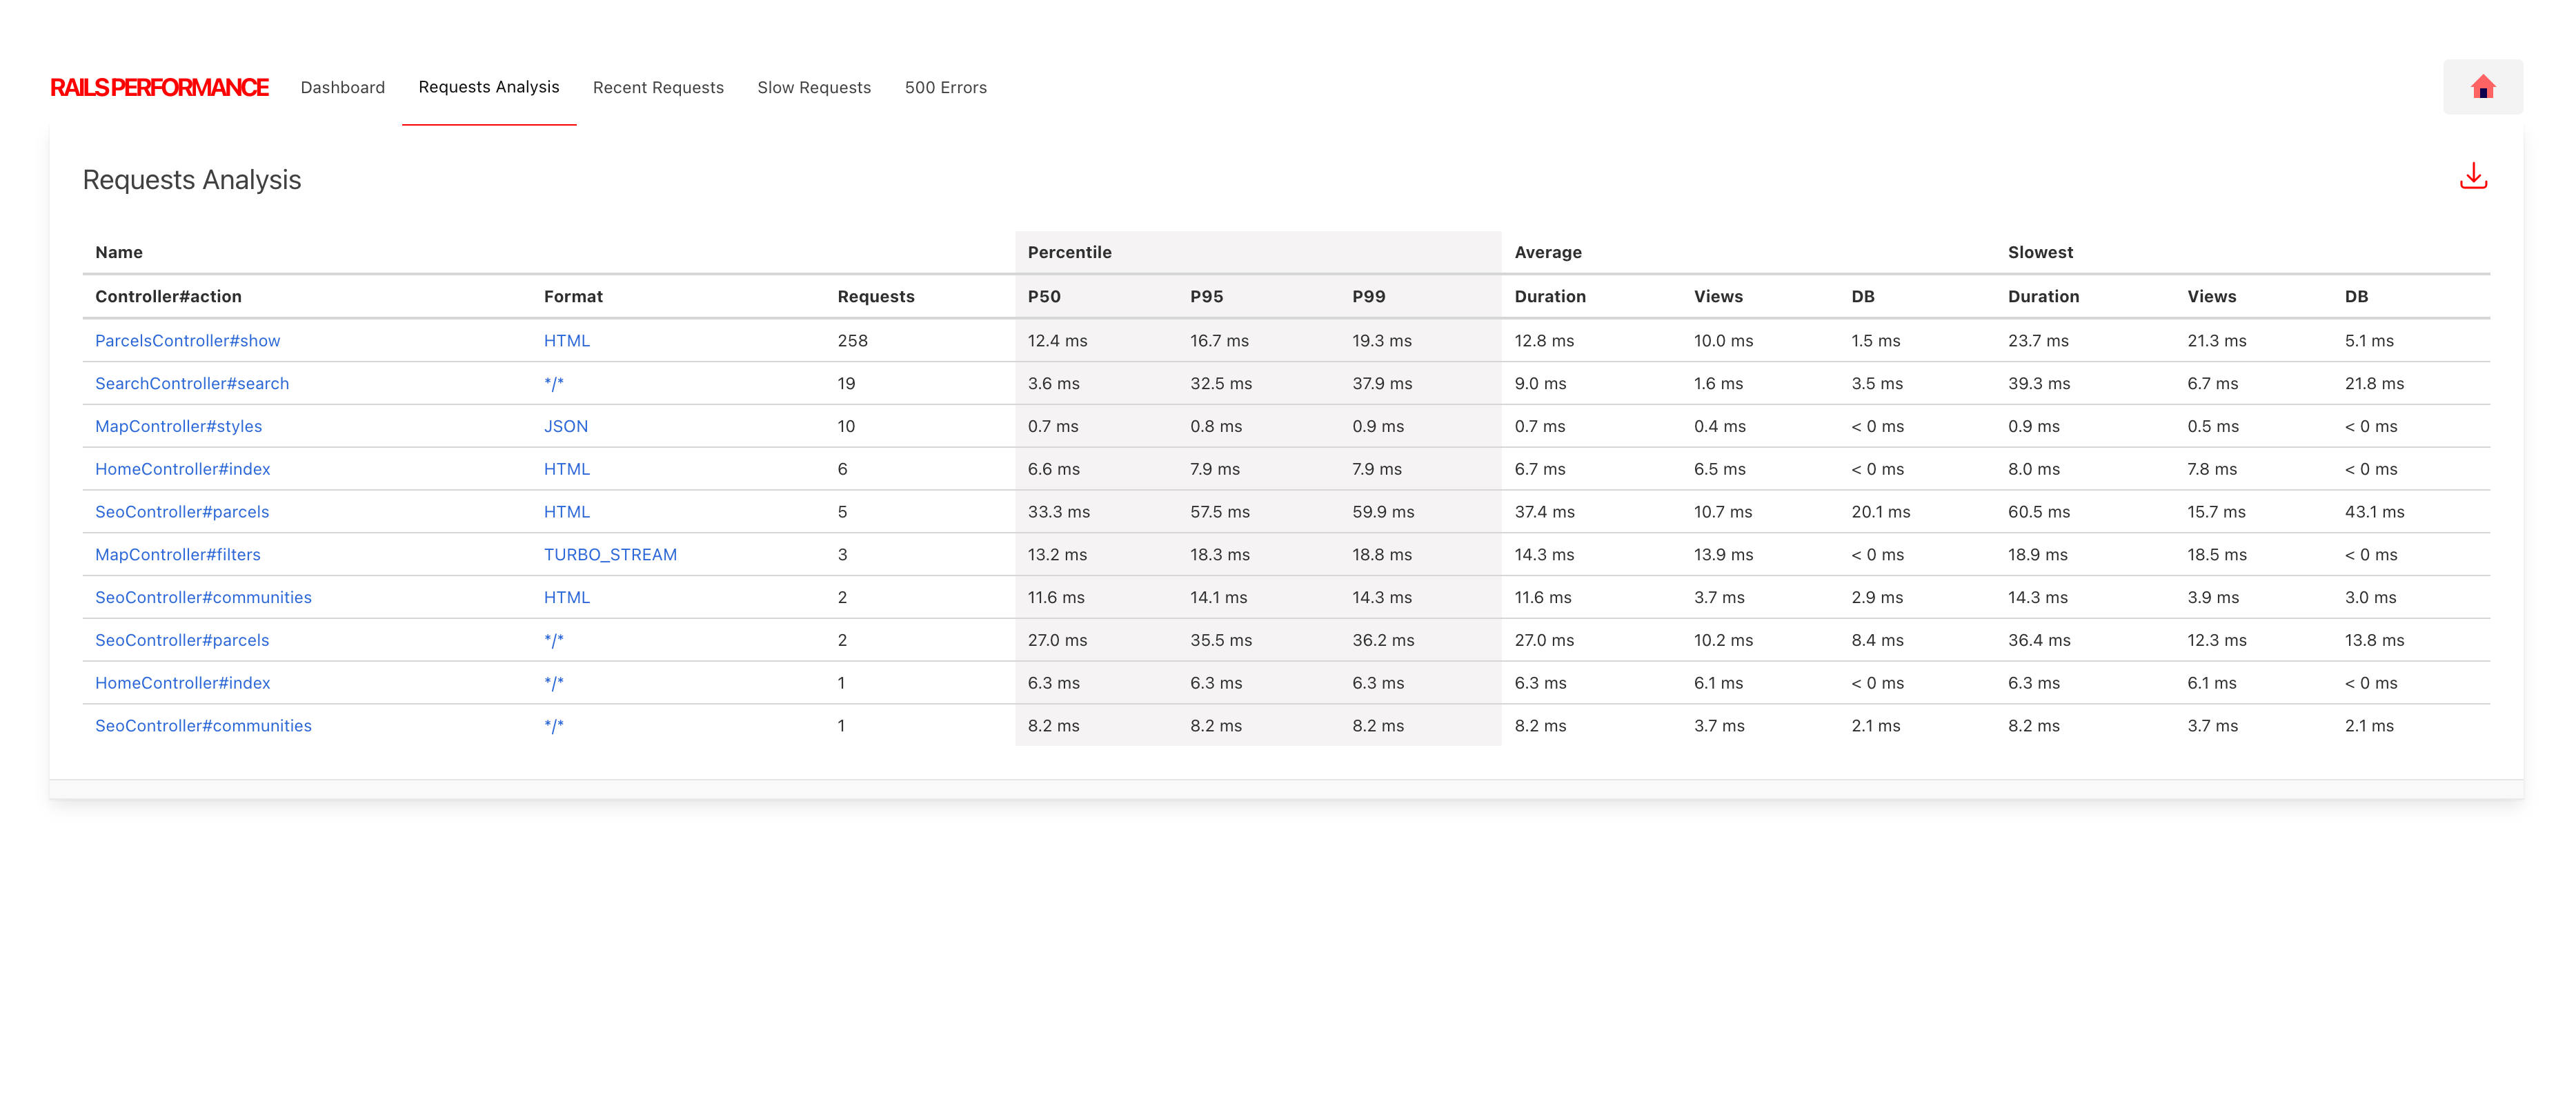 RAILS PERFORMANCE Dashboard Requests Analysis Recent Requests Slow Requests 500 Errors
Requests Analysis
Name Percentile Average Slowest
Controller#action Format Requests P50 P95 P99 Duration Views DB Duration Views DB
ParcelsController#show HTML 258 12.4 ms 16.7 ms 19.3 ms 12.8 ms 10.0 ms 1.5 ms 23.7 ms 21.3 ms 5.1 ms
SearchController#search */* 19 3.6 ms 32.5 ms 37.9 ms 9.0 ms 1.6 ms 3.5 ms 39.3 ms 6.7 ms 21.8 ms
MapController#styles JSON 10 0.7 ms 0.8 ms 0.9 ms 0.7 ms 0.4 ms < 0 ms 0.9 ms 0.5 ms < 0 ms
HomeController#index HTML 6 6.6 ms 7.9 ms 7.9 ms 6.7 ms 6.5 ms < 0 ms 8.0 ms 7.8 ms < 0 ms
SeoController#parcels HTML 5 33.3 ms 57.5 ms 59.9 ms 37.4 ms 10.7 ms 20.1 ms 60.5 ms 15.7 ms 43.1 ms
MapController#filters TURBO_STREAM 3 13.2 ms 18.3 ms 18.8 ms 14.3 ms 13.9 ms < 0 ms 18.9 ms 18.5 ms < 0 ms
SeoController#communities HTML 2 11.6 ms 14.1 ms 14.3 ms 11.6 ms 3.7 ms 2.9 ms 14.3 ms 3.9 ms 3.0 ms
SeoController#parcels */* 2 27.0 ms 35.5 ms 36.2 ms 27.0 ms 10.2 ms 8.4 ms 36.4 ms 12.3 ms 13.8 ms
HomeController#index */* 1 6.3 ms 6.3 ms 6.3 ms 6.3 ms 6.1 ms < 0 ms 6.3 ms 6.1 ms < 0 ms
SeoController#communities */* 1 8.2 ms 8.2 ms 8.2 ms 8.2 ms 3.7 ms 2.1 ms 8.2 ms 3.7 ms 2.1 ms